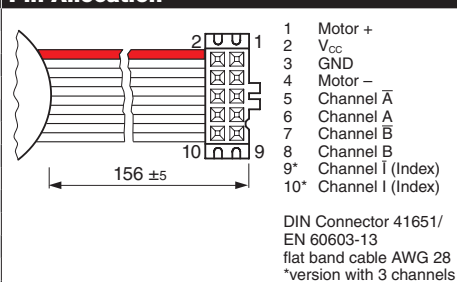 Pin Allocation
2
1
10
9
156 ±5
1 Motor +
2 VCC
3 GND
4 Motor –
5 Channel A̅
6 Channel A
7 Channel B̅
8 Channel B
9* Channel I̅ (Index)
10* Channel I (Index)
DIN Connector 41651/
EN 60603-13
flat band cable AWG 28
*version with 3 channels